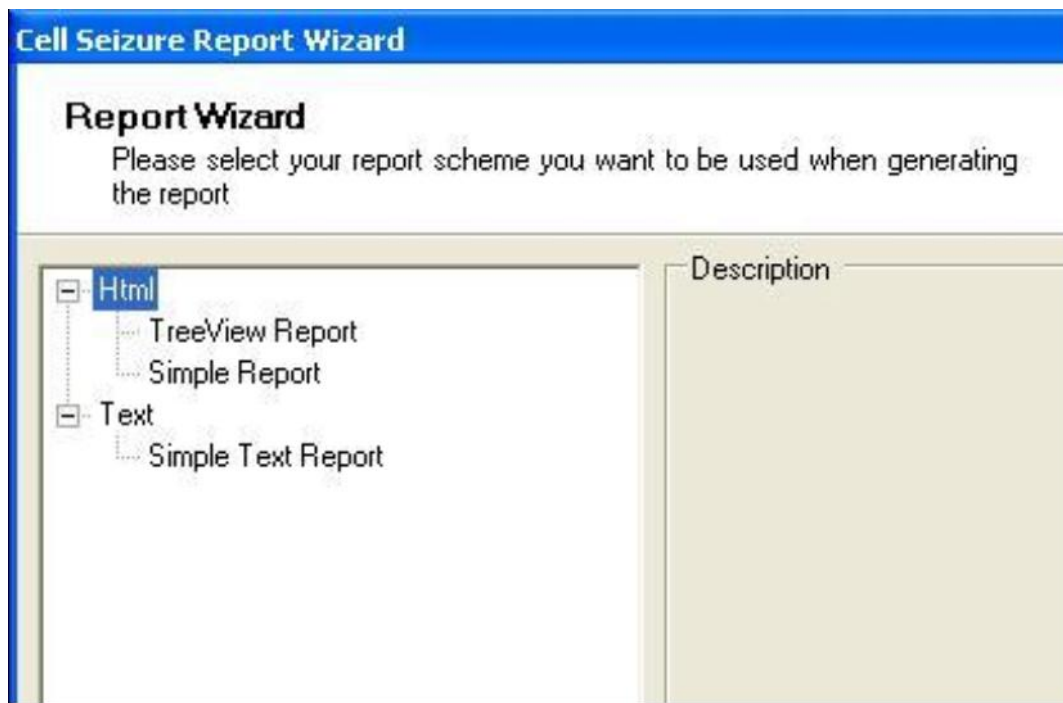 Cell Seizure Report Wizard
Report Wizard
Please select your report scheme you want to be used when generating
the report
Html
TreeView Report
Simple Report
Text
Simple Text Report
Description